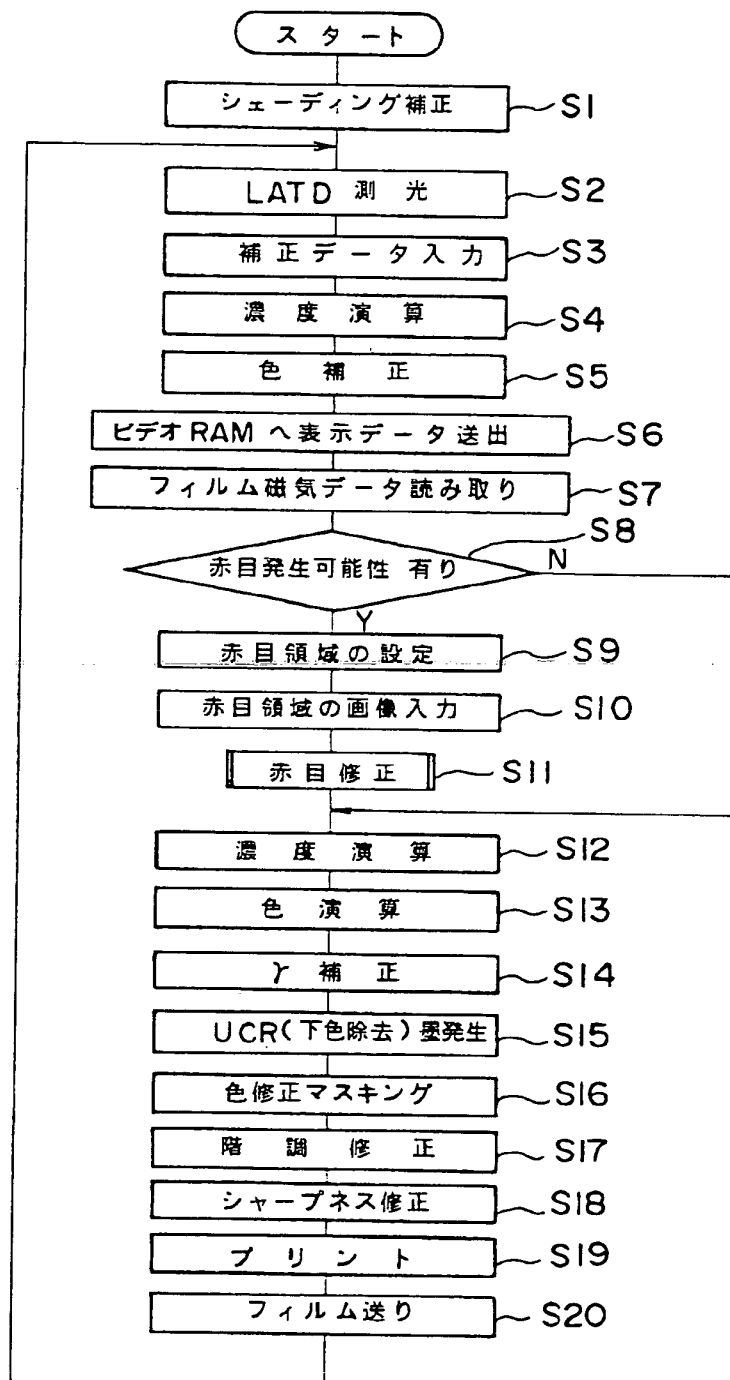 スタート
シェーディング補正 S1
LATD 測光 S2
補正データ入力 S3
濃度演算 S4
色補正 S5
ビデオRAMへ表示データ送出 S6
フィルム磁気データ読み取り S7
S8
赤目発生可能性 有り N
Y
赤目領域の設定 S9
赤目領域の画像入力 S10
赤目修正 S11
濃度演算 S12
色演算 S13
γ補正 S14
UCR(下色除去)墨発生 S15
色修正マスキング S16
階調修正 S17
シャープネス修正 S18
プリント S19
フィルム送り S20